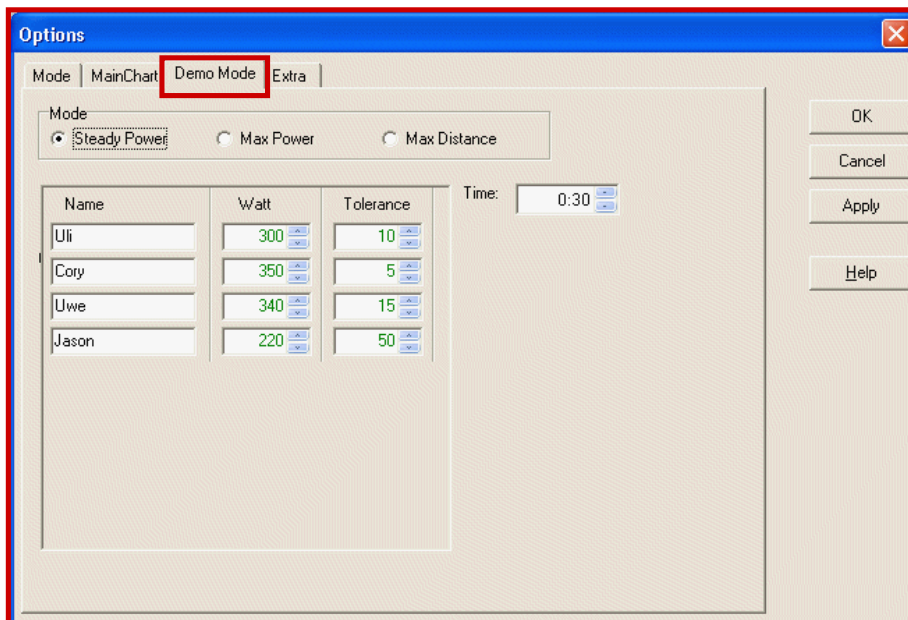 Options
Mode MainChart Demo Mode Extra
Mode
Steady Power Max Power Max Distance
Name Watt Tolerance
Uli 300 10
Cory 350 5
Uwe 340 15
Jason 220 50
Time: 0:30
OK
Cancel
Apply
Help